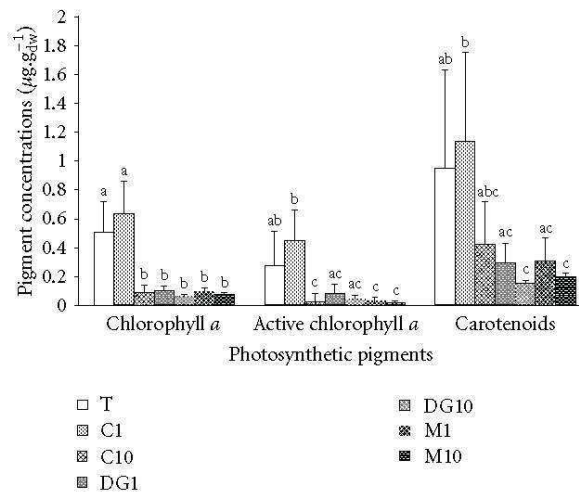 Pigment concentrations (μg.g⁻¹dw)
2
1.8
1.6
1.4
1.2
1
0.8
0.6
0.4
0.2
0
a a b b b b b
ab b c ac ac c c
ab b abc ac c ac c
Chlorophyll a Active chlorophyll a Carotenoids
Photosynthetic pigments
T
C1
C10
DG1
DG10
M1
M10